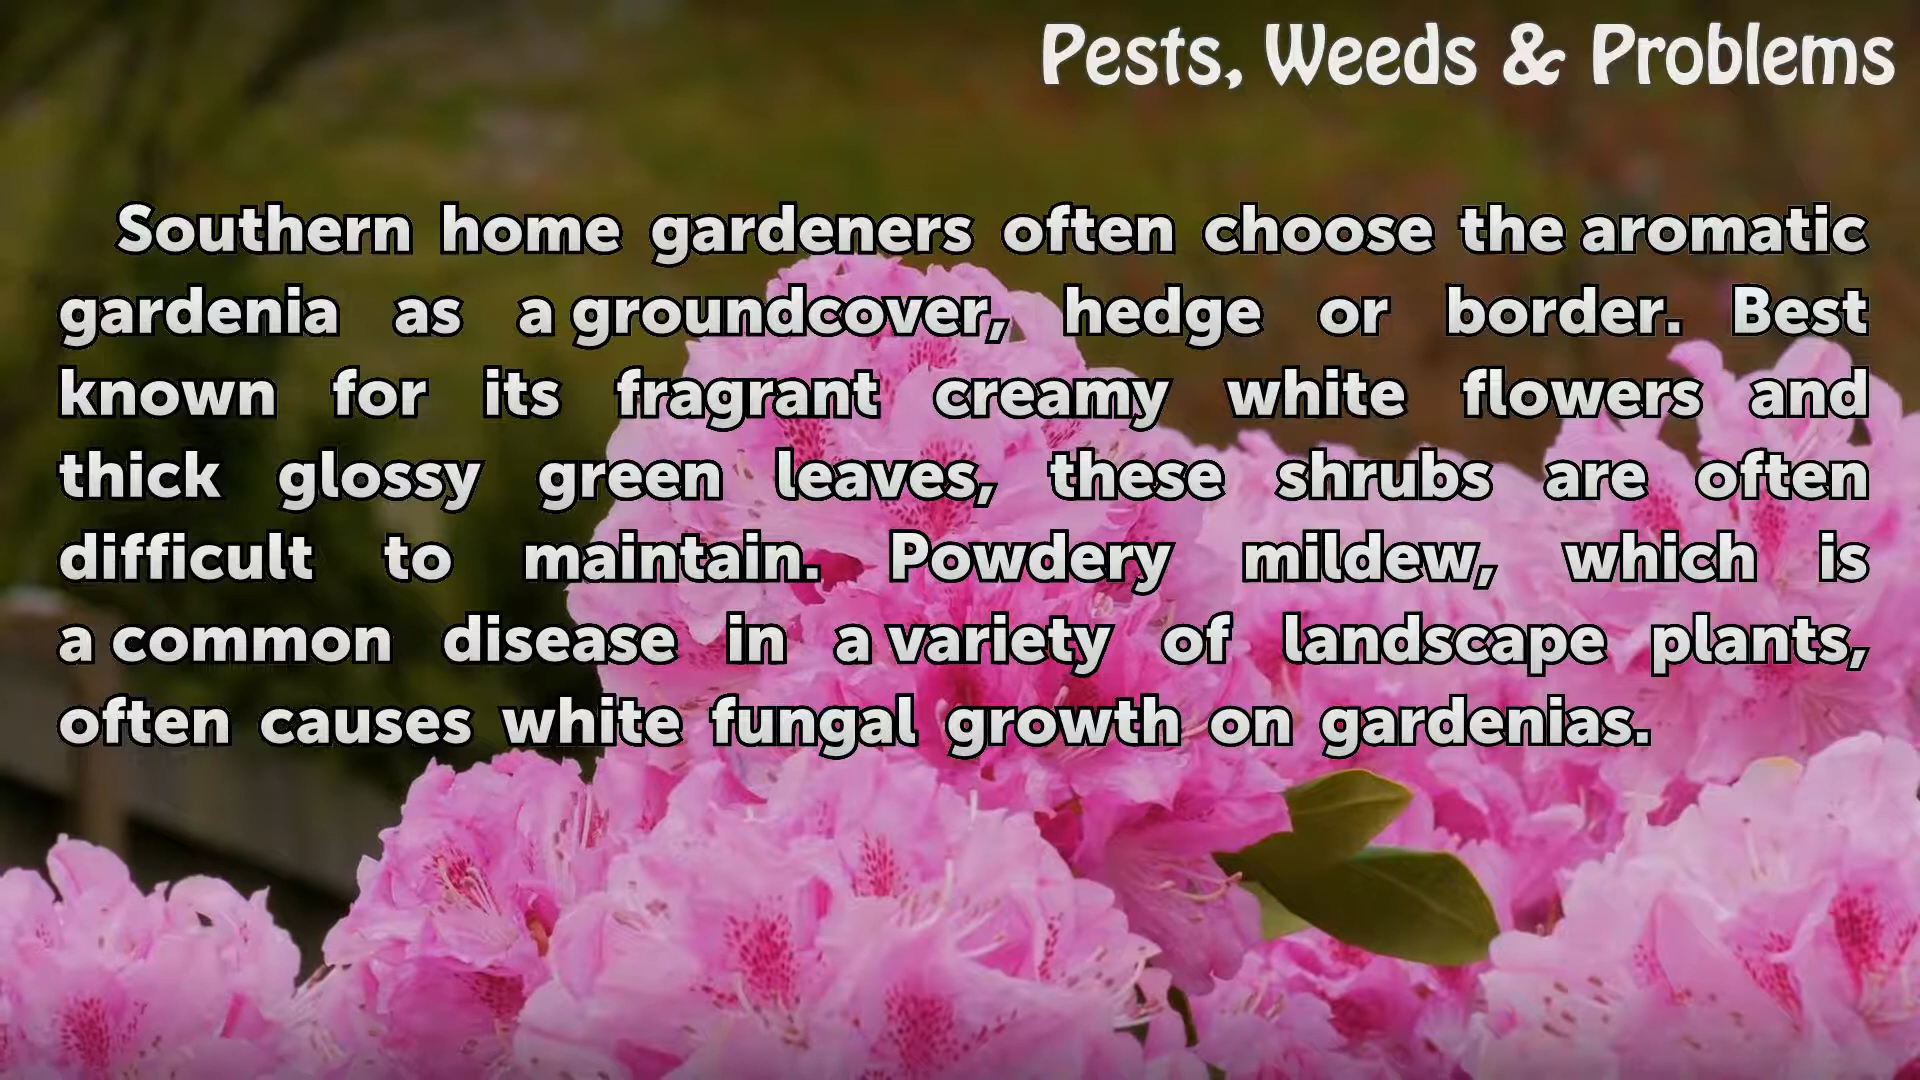 Pests, Weeds & Problems
Southern home gardeners often choose the aromatic
gardenia as a groundcover, hedge or border. Best
known for its fragrant creamy white flowers and
thick glossy green leaves, these shrubs are often
difficult to maintain. Powdery mildew, which is
a common disease in a variety of landscape plants,
often causes white fungal growth on gardenias.